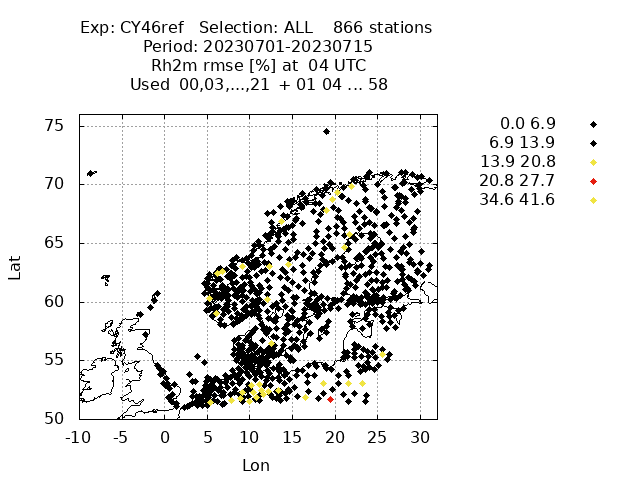 Exp: CY46ref   Selection: ALL    866 stations
Period: 20230701-20230715
Rh2m rmse [%] at  04 UTC
Used  00,03,...,21  + 01 04 ... 58
0.0 6.9
6.9 13.9
13.9 20.8
20.8 27.7
34.6 41.6
75
70
65
60
55
50
Lat
-10 -5 0 5 10 15 20 25 30
Lon